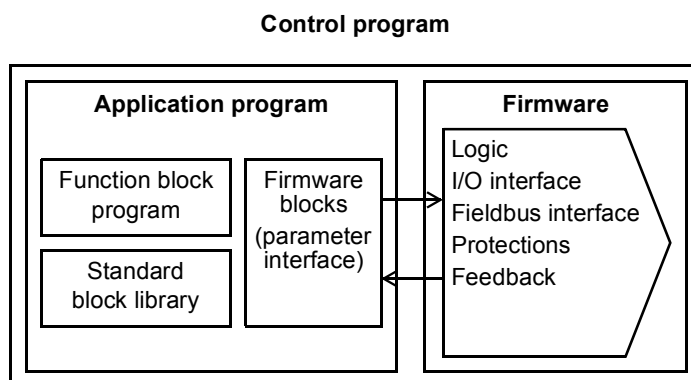 Control program
Application program
Function block
program
Standard
block library
Firmware
blocks
(parameter
interface)
Firmware
Logic
I/O interface
Fieldbus interface
Protections
Feedback